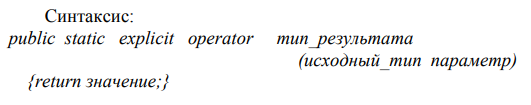 Синтаксис:
public static explicit operator тип_результата
(исходный_тип параметр)
{return значение;}